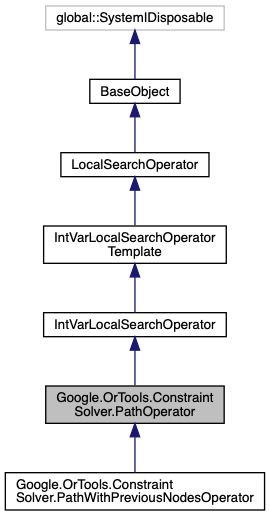 global::SystemIDisposable
BaseObject
LocalSearchOperator
IntVarLocalSearchOperator
Template
IntVarLocalSearchOperator
Google.OrTools.Constraint
Solver.PathOperator
Google.OrTools.Constraint
Solver.PathWithPreviousNodesOperator